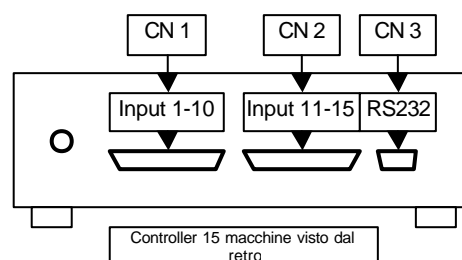 CN 1 CN 2 CN 3
Input 1-10 Input 11-15 RS232
Controller 15 macchine visto dal
retro